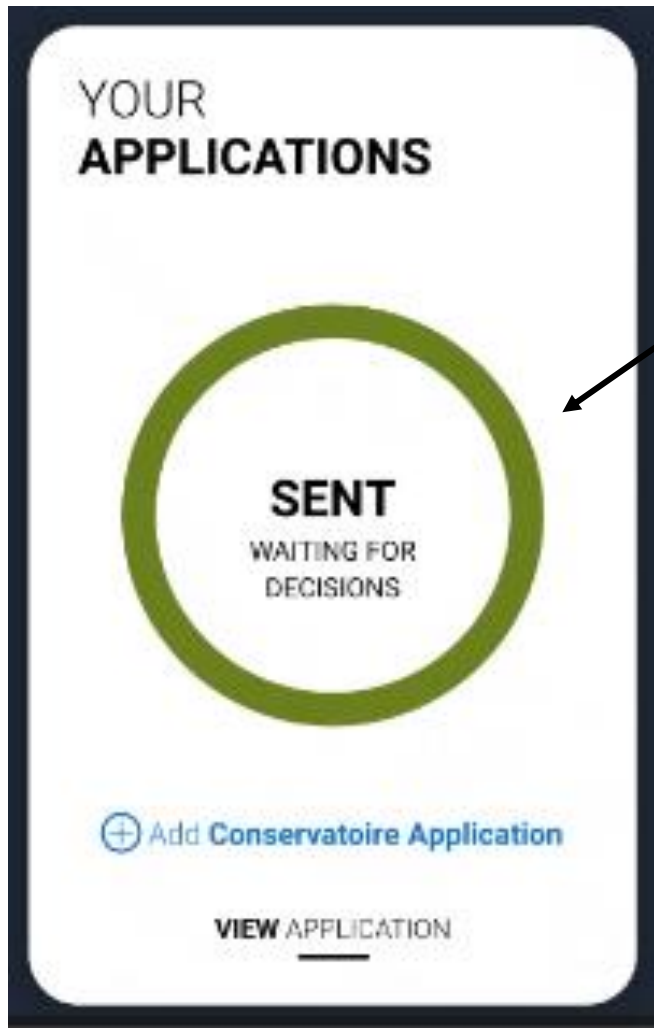 YOUR
APPLICATIONS
SENT
WAITING FOR
DECISIONS
Add Conservatoire Application
VIEW APPLICATION